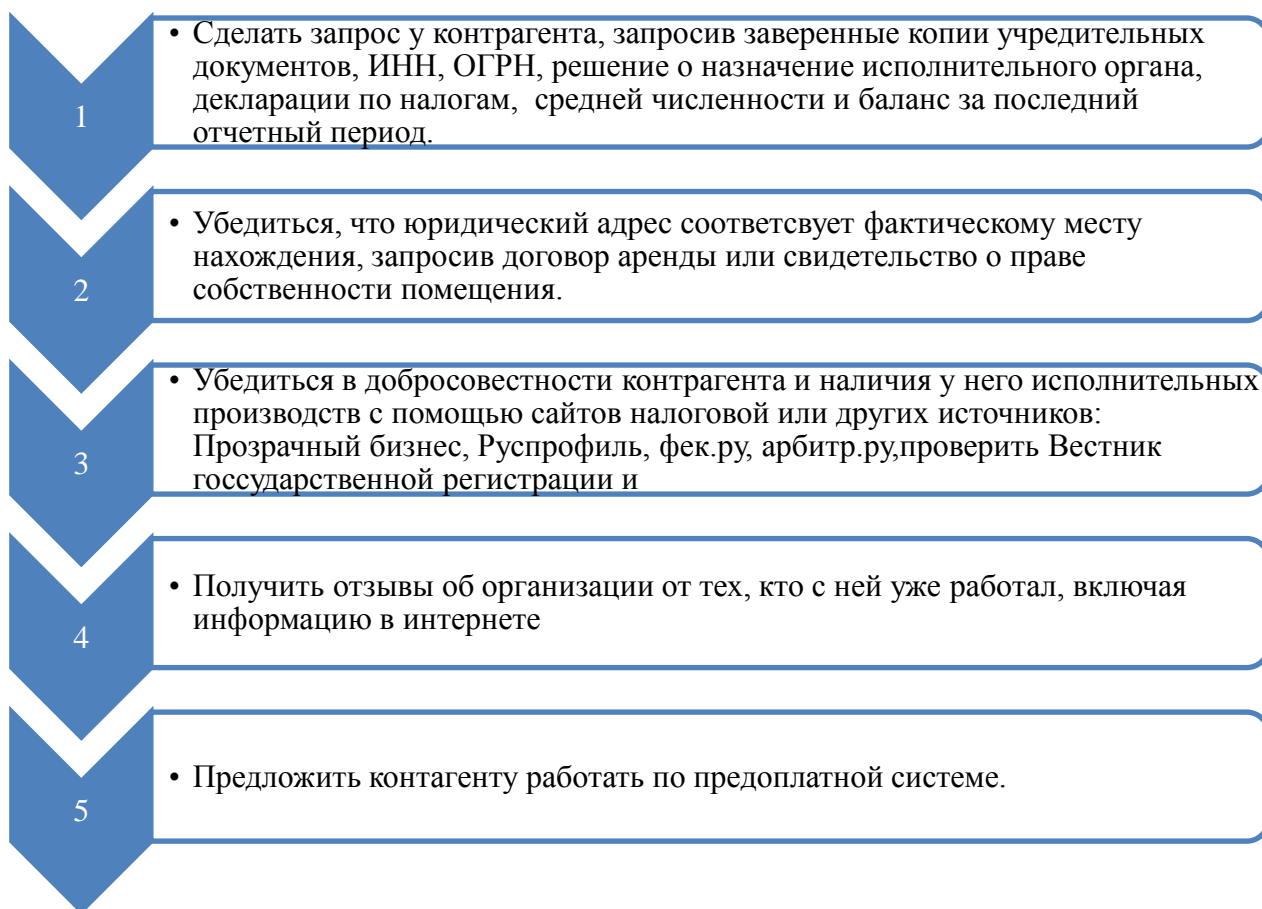 1
• Сделать запрос у контрагента, запросив заверенные копии учредительных
документов, ИНН, ОГРН, решение о назначение исполнительного органа,
декларации по налогам, средней численности и баланс за последний
отчетный период.
2
• Убедиться, что юридический адрес соответсвует фактическому месту
нахождения, запросив договор аренды или свидетельство о праве
собственности помещения.
3
• Убедиться в добросовестности контрагента и наличия у него исполнительных
производств с помощью сайтов налоговой или других источников:
Прозрачный бизнес, Руспрофиль, фек.ру, арбитр.ру,проверить Вестник
госсударственной регистрации и
4
• Получить отзывы об организации от тех, кто с ней уже работал, включая
информацию в интернете
5
• Предложить контагенту работать по предоплатной системе.